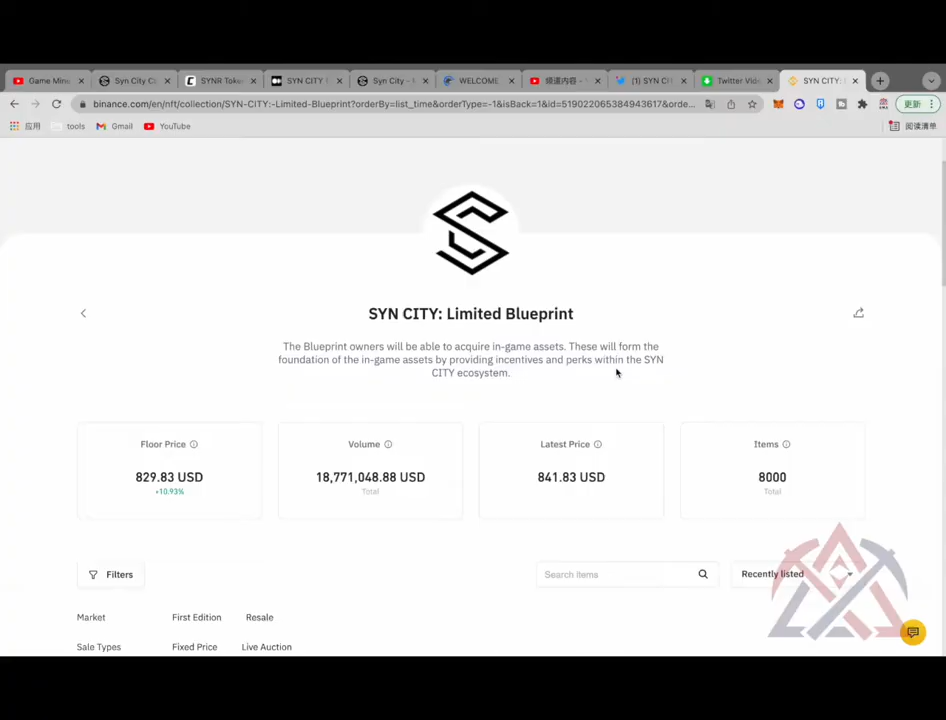 Game Minu
Syn City C
SYNR Toke
SYN CITY
Syn City -
WELCOME
频道内容 -
(1) SYN CI
Twitter Vid
SYN CITY:
binance.com/en/nft/collection/SYN-CITY:-Limited-Blueprint?orderBy=list_time&orderType=-1&isBack=1&id=519022065384943617&orde...
更新
应用
tools
Gmail
YouTube
阅读清单
SYN CITY: Limited Blueprint
The Blueprint owners will be able to acquire in-game assets. These will form the
foundation of the in-game assets by providing incentives and perks within the SYN
CITY ecosystem.
Floor Price
Volume
Latest Price
Items
829.83 USD
18,771,048.88 USD
841.83 USD
8000
+10.93%
Total
Total
Filters
Search items
Recently listed
Market
First Edition
Resale
Sale Types
Fixed Price
Live Auction